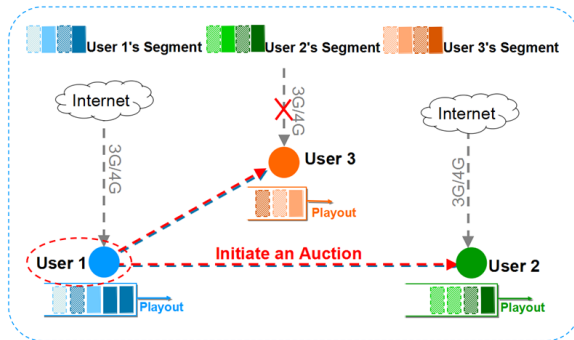 User 1's Segment
User 2's Segment
User 3's Segment
Internet
3G/4G
3G/4G
Internet
3G/4G
User 3
Playout
User 1
Initiate an Auction
User 2
Playout
Playout